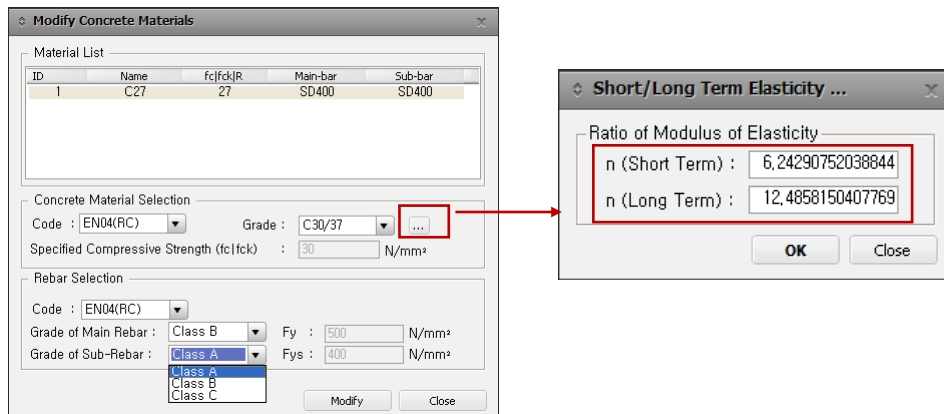 Modify Concrete Materials
Material List
ID Name fc|fck|R Main-bar Sub-bar
1 C27 27 SD400 SD400
Concrete Material Selection
Code : EN04(RC) Grade : C30/37 ...
Specified Compressive Strength (fc|fck) : 30 N/mm²
Rebar Selection
Code : EN04(RC)
Grade of Main Rebar : Class B Fy : 500 N/mm²
Grade of Sub-Rebar : Class A Fys : 400 N/mm²
Class A
Class B
Class C
Modify Close
Short/Long Term Elasticity ...
Ratio of Modulus of Elasticity
n (Short Term) : 6,24290752038844
n (Long Term) : 12,4858150407769
OK Close